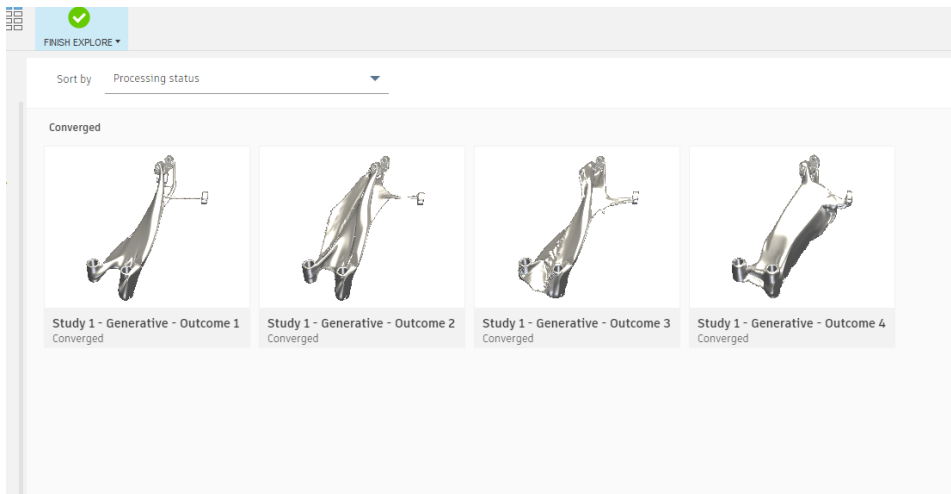 FINISH EXPLORE
Sort by Processing status
Converged
Study 1 - Generative - Outcome 1
Converged
Study 1 - Generative - Outcome 2
Converged
Study 1 - Generative - Outcome 3
Converged
Study 1 - Generative - Outcome 4
Converged